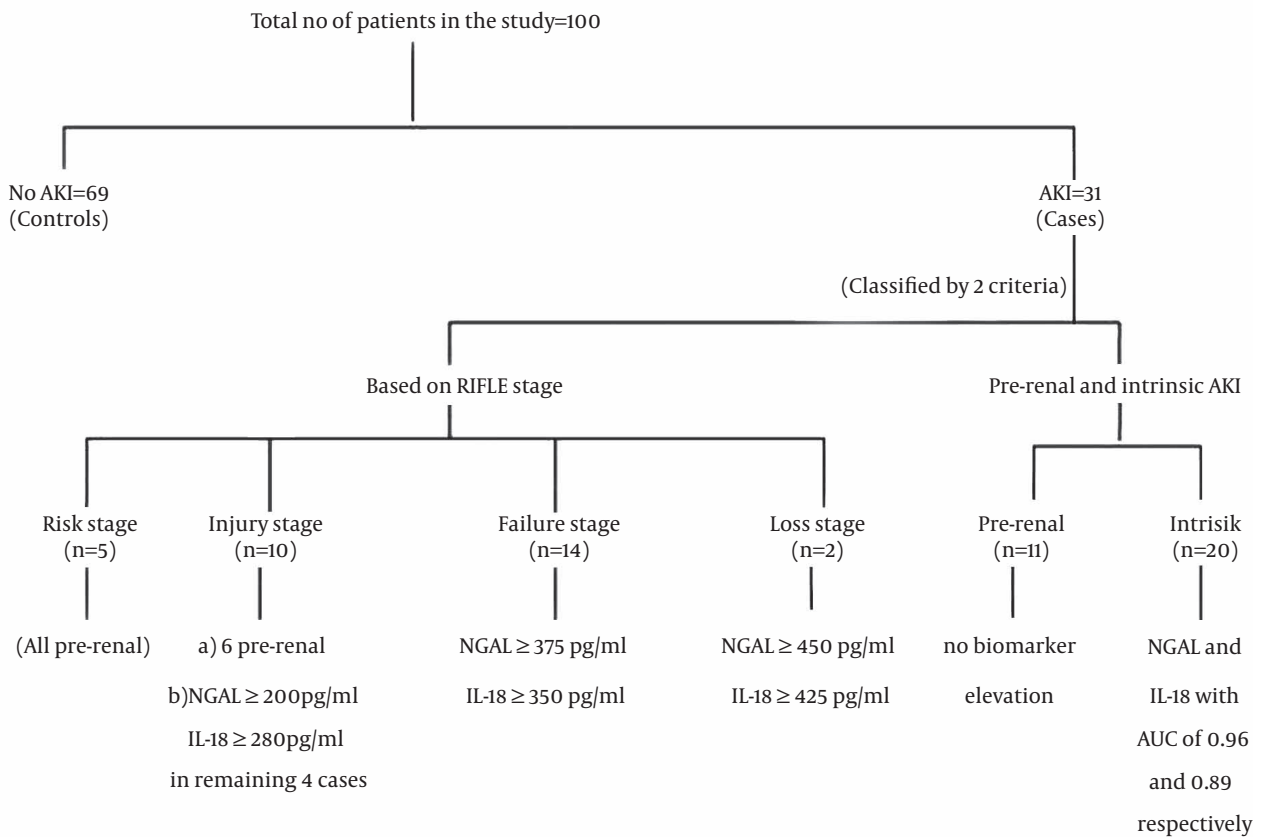 Total no of patients in the study=100
No AKI=69
(Controls)
AKI=31
(Cases)
(Classified by 2 criteria)
Based on RIFLE stage
Pre-renal and intrinsic AKI
Risk stage
(n=5)
Injury stage
(n=10)
Failure stage
(n=14)
Loss stage
(n=2)
Pre-renal
(n=11)
Intrisik
(n=20)
(All pre-renal)
a) 6 pre-renal
b)NGAL ≥ 200pg/ml
IL-18 ≥ 280pg/ml
in remaining 4 cases
NGAL ≥ 375 pg/ml
IL-18 ≥ 350 pg/ml
NGAL ≥ 450 pg/ml
IL-18 ≥ 425 pg/ml
no biomarker
elevation
NGAL and
IL-18 with
AUC of 0.96
and 0.89
respectively